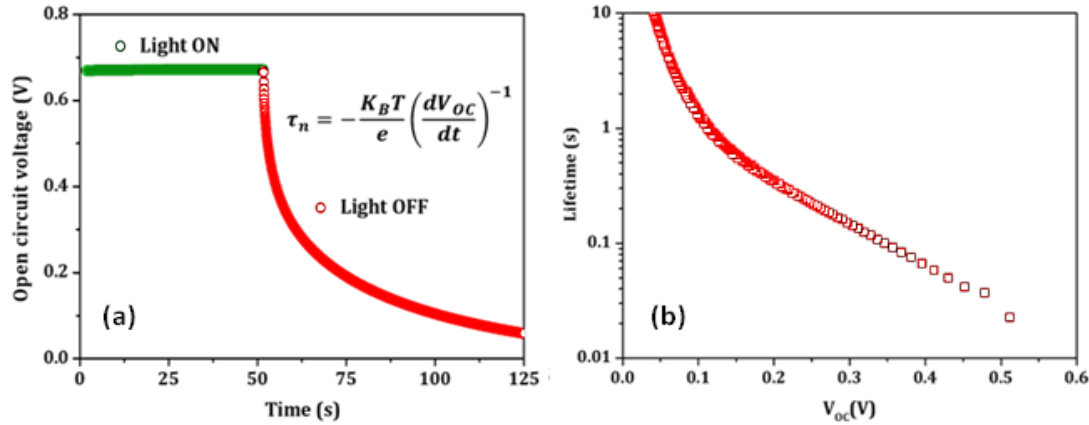 0.8
0.6
0.4
0.2
0.0
Open circuit voltage (V)
Light ON
τn = − KBT/e (dVOC/dt)^−1
Light OFF
(a)
0 25 50 75 100 125
Time (s)
10
1
0.1
0.01
Lifetime (s)
(b)
0.0 0.1 0.2 0.3 0.4 0.5 0.6
VOC(V)